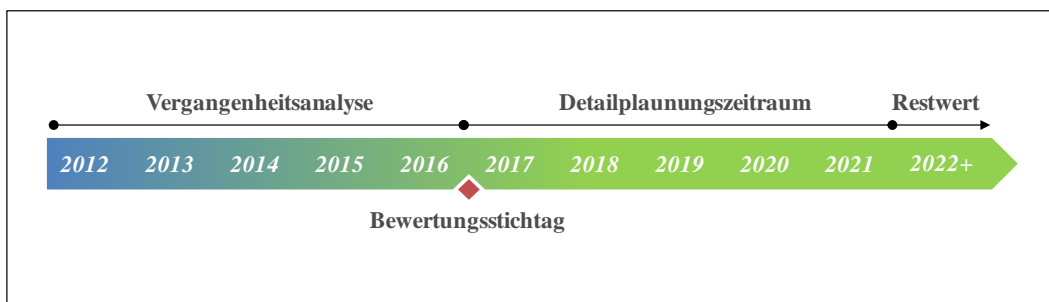 Vergangenheitsanalyse Detailplaunungszeitraum Restwert
2012 2013 2014 2015 2016 2017 2018 2019 2020 2021 2022+
Bewertungsstichtag